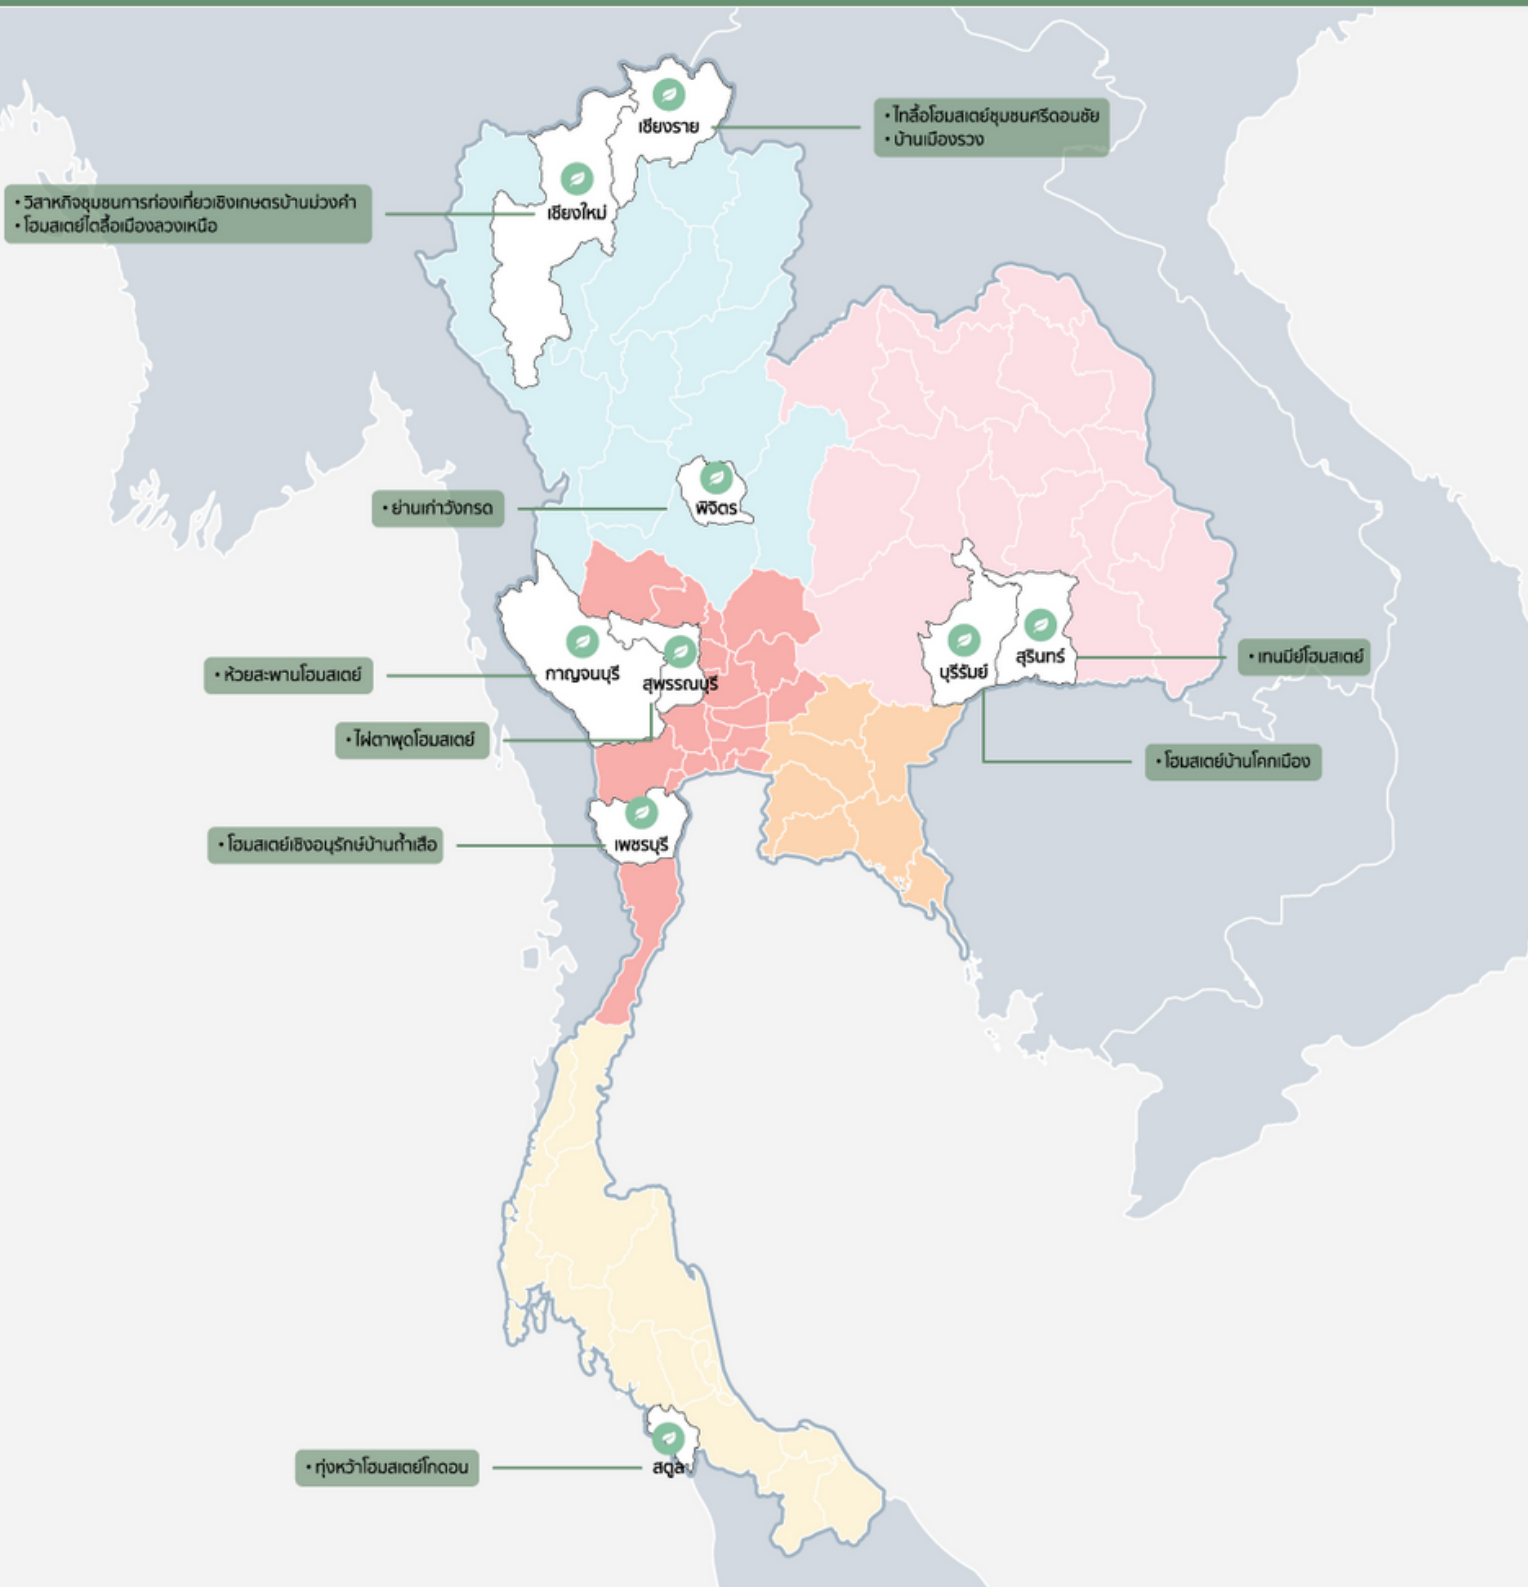 เชียงราย
• ไทลื้อโฮมสเตย์ชุมชนศรีดอนชัย
• บ้านเมืองรวง
• วิสาหกิจชุมชนการท่องเที่ยวเชิงเกษตรบ้านม่วงคำ
• โฮมสเตย์ไตลื้อเมืองลวงเหนือ
เชียงใหม่
• ย่านเก่าวังกรด
พิจิตร
• ห้วยสะพานโฮมสเตย์
กาญจนบุรี
สุพรรณบุรี
บุรีรัมย์
สุรินทร์
• เทนมีย์โฮมสเตย์
• ไผ่ตาพุดโฮมสเตย์
• โฮมสเตย์บ้านโคกเมือง
• โฮมสเตย์เชิงอนุรักษ์บ้านถ้ำเสือ
เพชรบุรี
• ทุ่งหว้าโฮมสเตย์โกดอน
สตูล